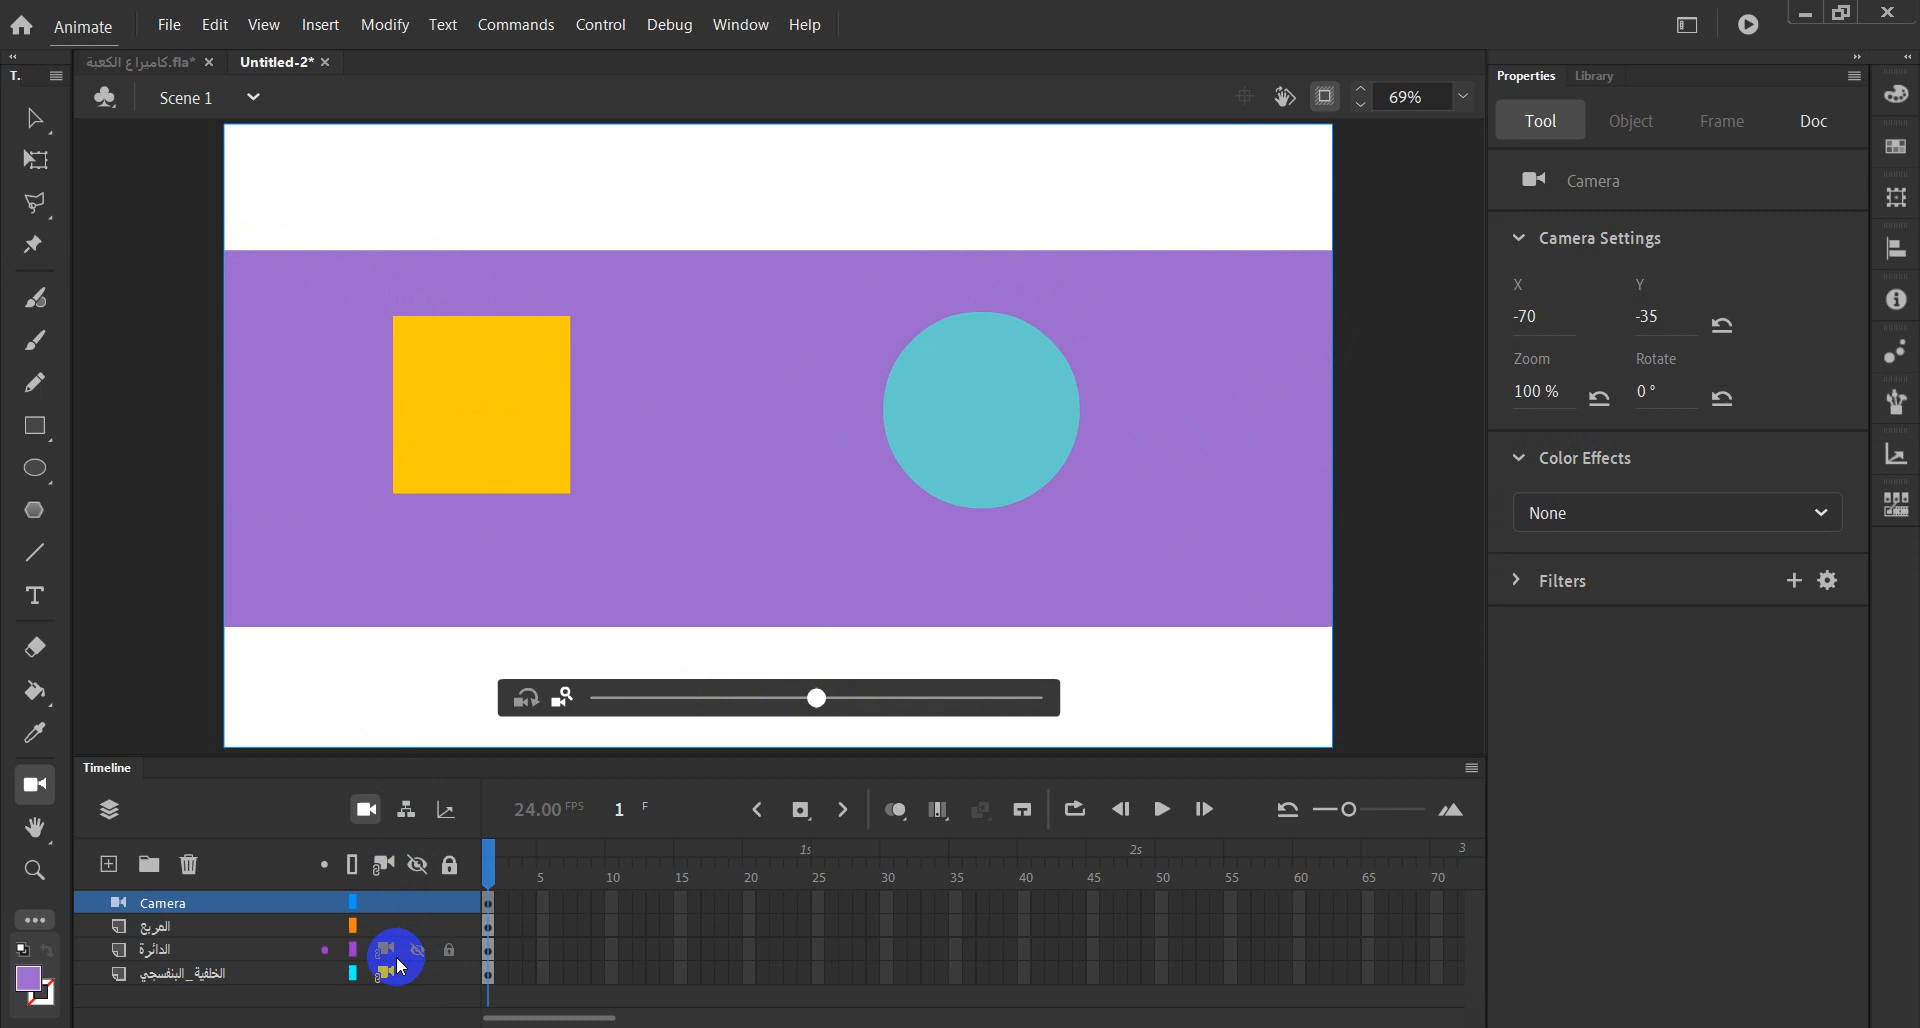 Animate File Edit View Insert Modify Text Commands Control Debug Window Help
كاميرا ع الكعبة.fla* Untitled-2*
T.
Scene 1
69%
Properties Library
Tool Object Frame Doc
Camera
Camera Settings
X Y
-70 -35
Zoom Rotate
100 % 0 °
Color Effects
None
Filters
Timeline
24.00 FPS 1 F
1s 2s 3
5 10 15 20 25 30 35 40 45 50 55 60 65 70
Camera
المربع
الدائرة
الخلفية_البنفسجي